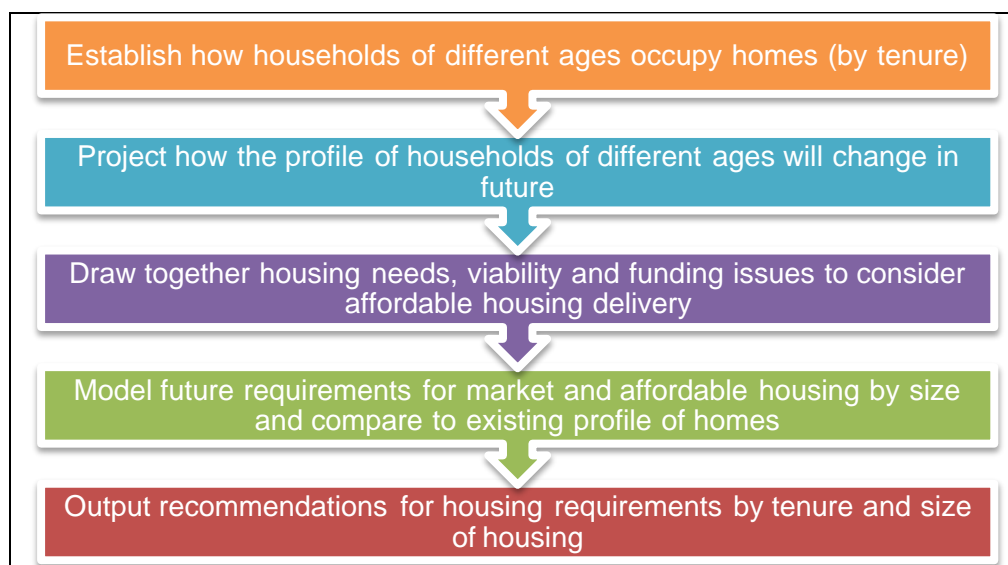 Establish how households of different ages occupy homes (by tenure)
Project how the profile of households of different ages will change in
future
Draw together housing needs, viability and funding issues to consider
affordable housing delivery
Model future requirements for market and affordable housing by size
and compare to existing profile of homes
Output recommendations for housing requirements by tenure and size
of housing